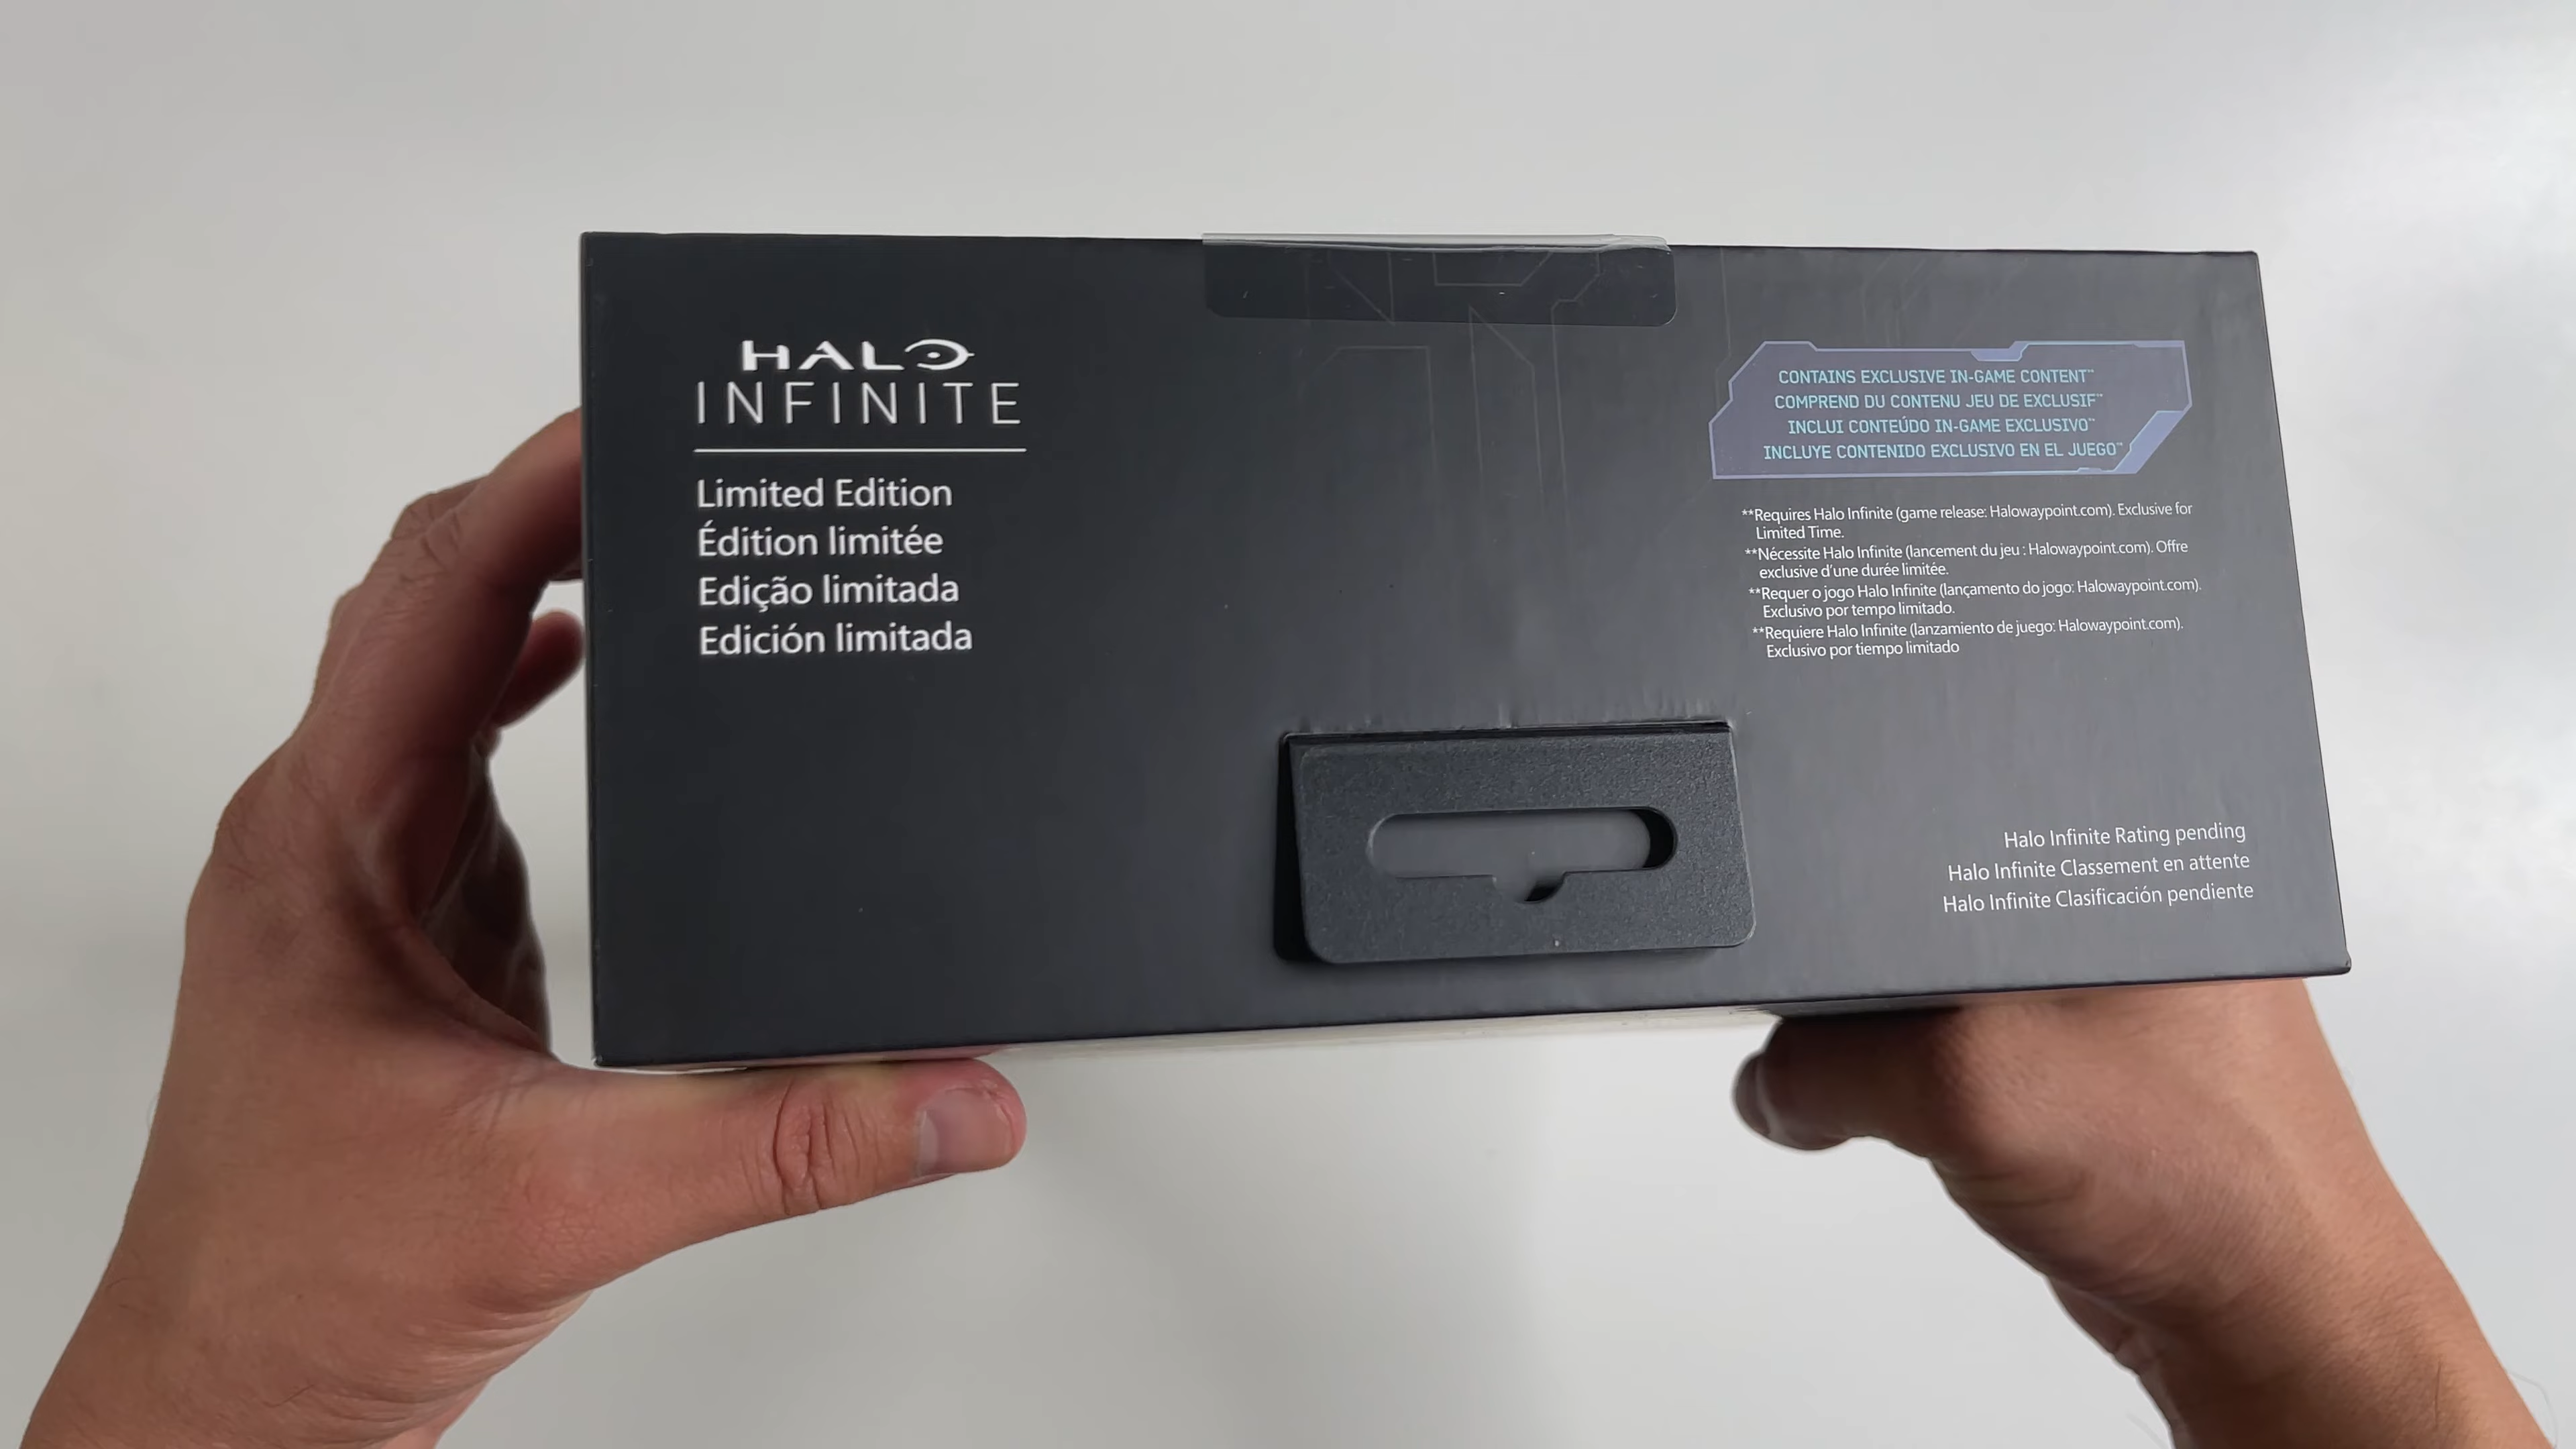 HALO
INFINITE
Limited Edition
Édition limitée
Edição limitada
Edición limitada
CONTAINS EXCLUSIVE IN-GAME CONTENT**
COMPREND DU CONTENU JEU DE EXCLUSIF**
INCLUI CONTEÚDO IN-GAME EXCLUSIVO**
INCLUYE CONTENIDO EXCLUSIVO EN EL JUEGO**
**Requires Halo Infinite (game release: Halowaypoint.com). Exclusive for
Limited Time.
**Nécessite Halo Infinite (lancement du jeu : Halowaypoint.com). Offre
exclusive d'une durée limitée.
**Requer o jogo Halo Infinite (lançamento do jogo: Halowaypoint.com).
Exclusivo por tempo limitado.
**Requiere Halo Infinite (lanzamiento de juego: Halowaypoint.com).
Exclusivo por tiempo limitado
Halo Infinite Rating pending
Halo Infinite Classement en attente
Halo Infinite Clasificación pendiente